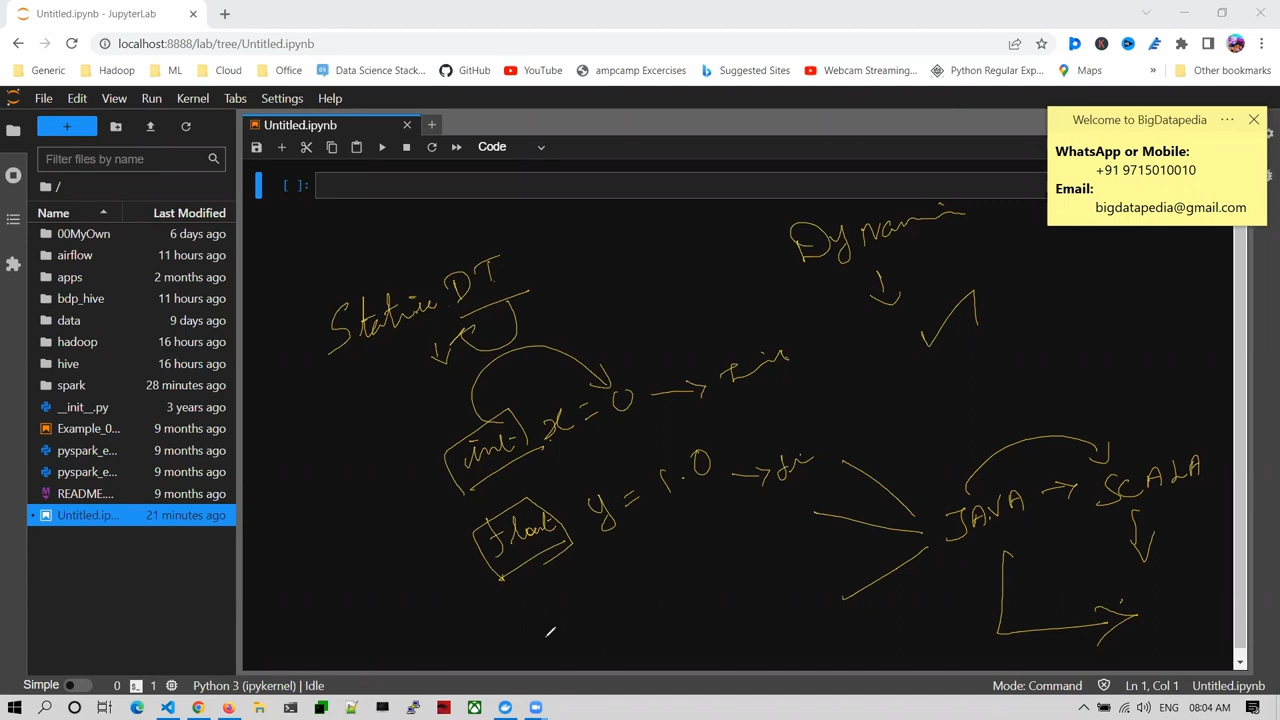 Untitled.ipynb - JupyterLab
localhost:8888/lab/tree/Untitled.ipynb
Generic Hadoop ML Cloud Office Data Science Stack... GitHub YouTube ampcamp Excercises Suggested Sites Webcam Streaming... Python Regular Exp... Maps » Other bookmarks
File Edit View Run Kernel Tabs Settings Help
Untitled.ipynb
Welcome to BigDatapedia ...
WhatsApp or Mobile:
+91 9715010010
Email:
bigdatapedia@gmail.com
Code
Filter files by name
/
[ ]:
Name Last Modified
00MyOwn 6 days ago
airflow 11 hours ago
apps 2 months ago
bdp_hive 11 hours ago
data 9 days ago
hadoop 16 hours ago
hive 16 hours ago
spark 28 minutes ago
__init__.py 3 years ago
Example_0... 9 months ago
pyspark_e... 9 months ago
pyspark_e... 9 months ago
README.... 9 months ago
Untitled.ip... 21 minutes ago
DT
int x = 0
float y = 1.0
JAVA → SCALA
Simple 0 1 Python 3 (ipykernel) | Idle Mode: Command Ln 1, Col 1 Untitled.ipynb
ENG 08:04 AM